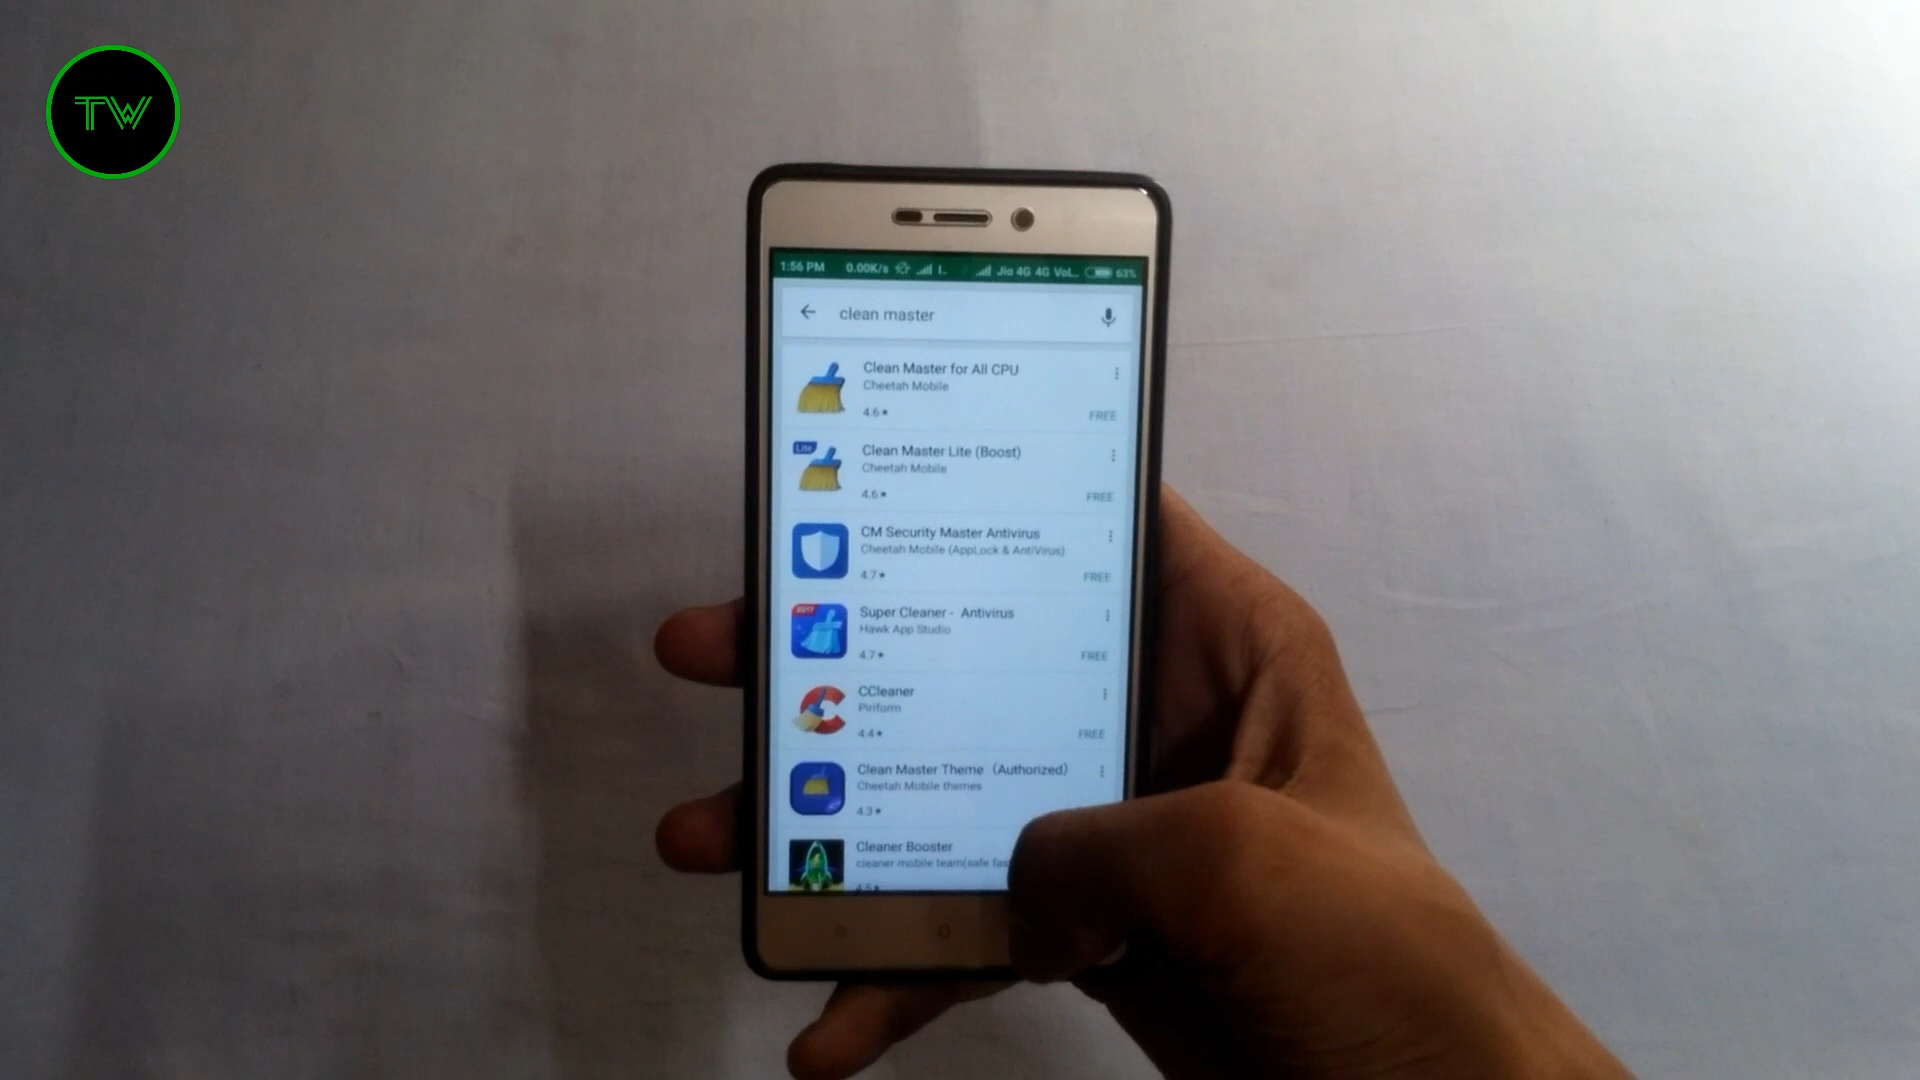 TW
1:56 PM 0.00K/s Jio 4G 4G VoL... 63%
clean master
Clean Master for All CPU
Cheetah Mobile
4.6★ FREE
Lite
Clean Master Lite (Boost)
Cheetah Mobile
4.6★ FREE
CM Security Master Antivirus
Cheetah Mobile (AppLock & AntiVirus)
4.7★ FREE
2017
Super Cleaner - Antivirus
Hawk App Studio
4.7★ FREE
CCleaner
Piriform
4.4★ FREE
Clean Master Theme (Authorized)
Cheetah Mobile themes
4.3★
Cleaner Booster
cleaner mobile team(safe fas
4.5★